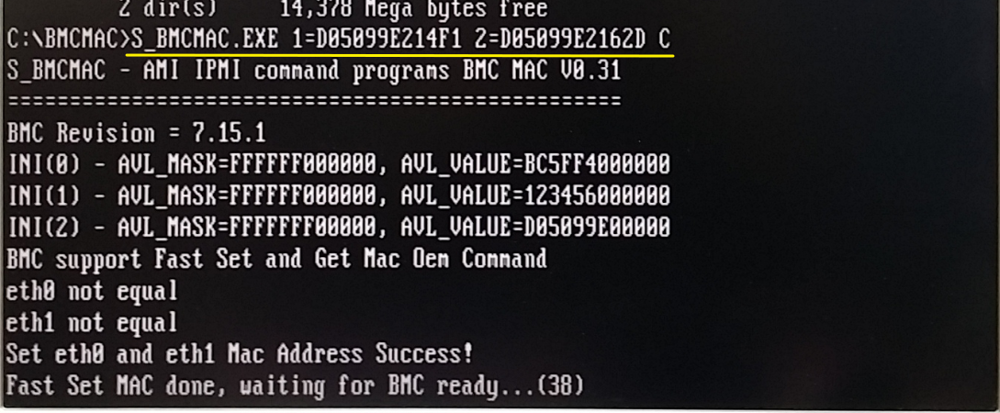 2 dir(s) 14,378 Mega bytes free
C:\BMCMAC>S_BMCMAC.EXE 1=D05099E214F1 2=D05099E2162D C
S_BMCMAC - AMI IPMI command programs BMC MAC V0.31
==================================================
BMC Revision = 7.15.1
INI(0) - AVL_MASK=FFFFFF000000, AVL_VALUE=BC5FF4000000
INI(1) - AVL_MASK=FFFFFF000000, AVL_VALUE=123456000000
INI(2) - AVL_MASK=FFFFFFF00000, AVL_VALUE=D05099E00000
BMC support Fast Set and Get Mac Oem Command
eth0 not equal
eth1 not equal
Set eth0 and eth1 Mac Address Success!
Fast Set MAC done, waiting for BMC ready...(38)